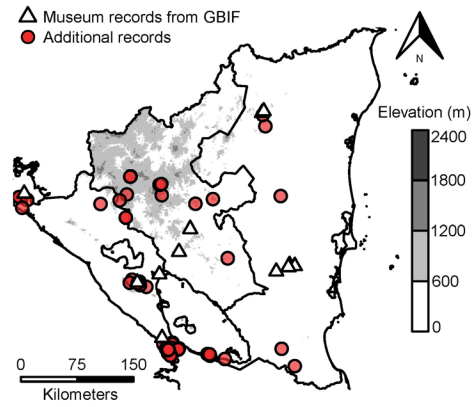 Museum records from GBIF
Additional records
N
Elevation (m)
2400
1800
1200
600
0
0 75 150
Kilometers